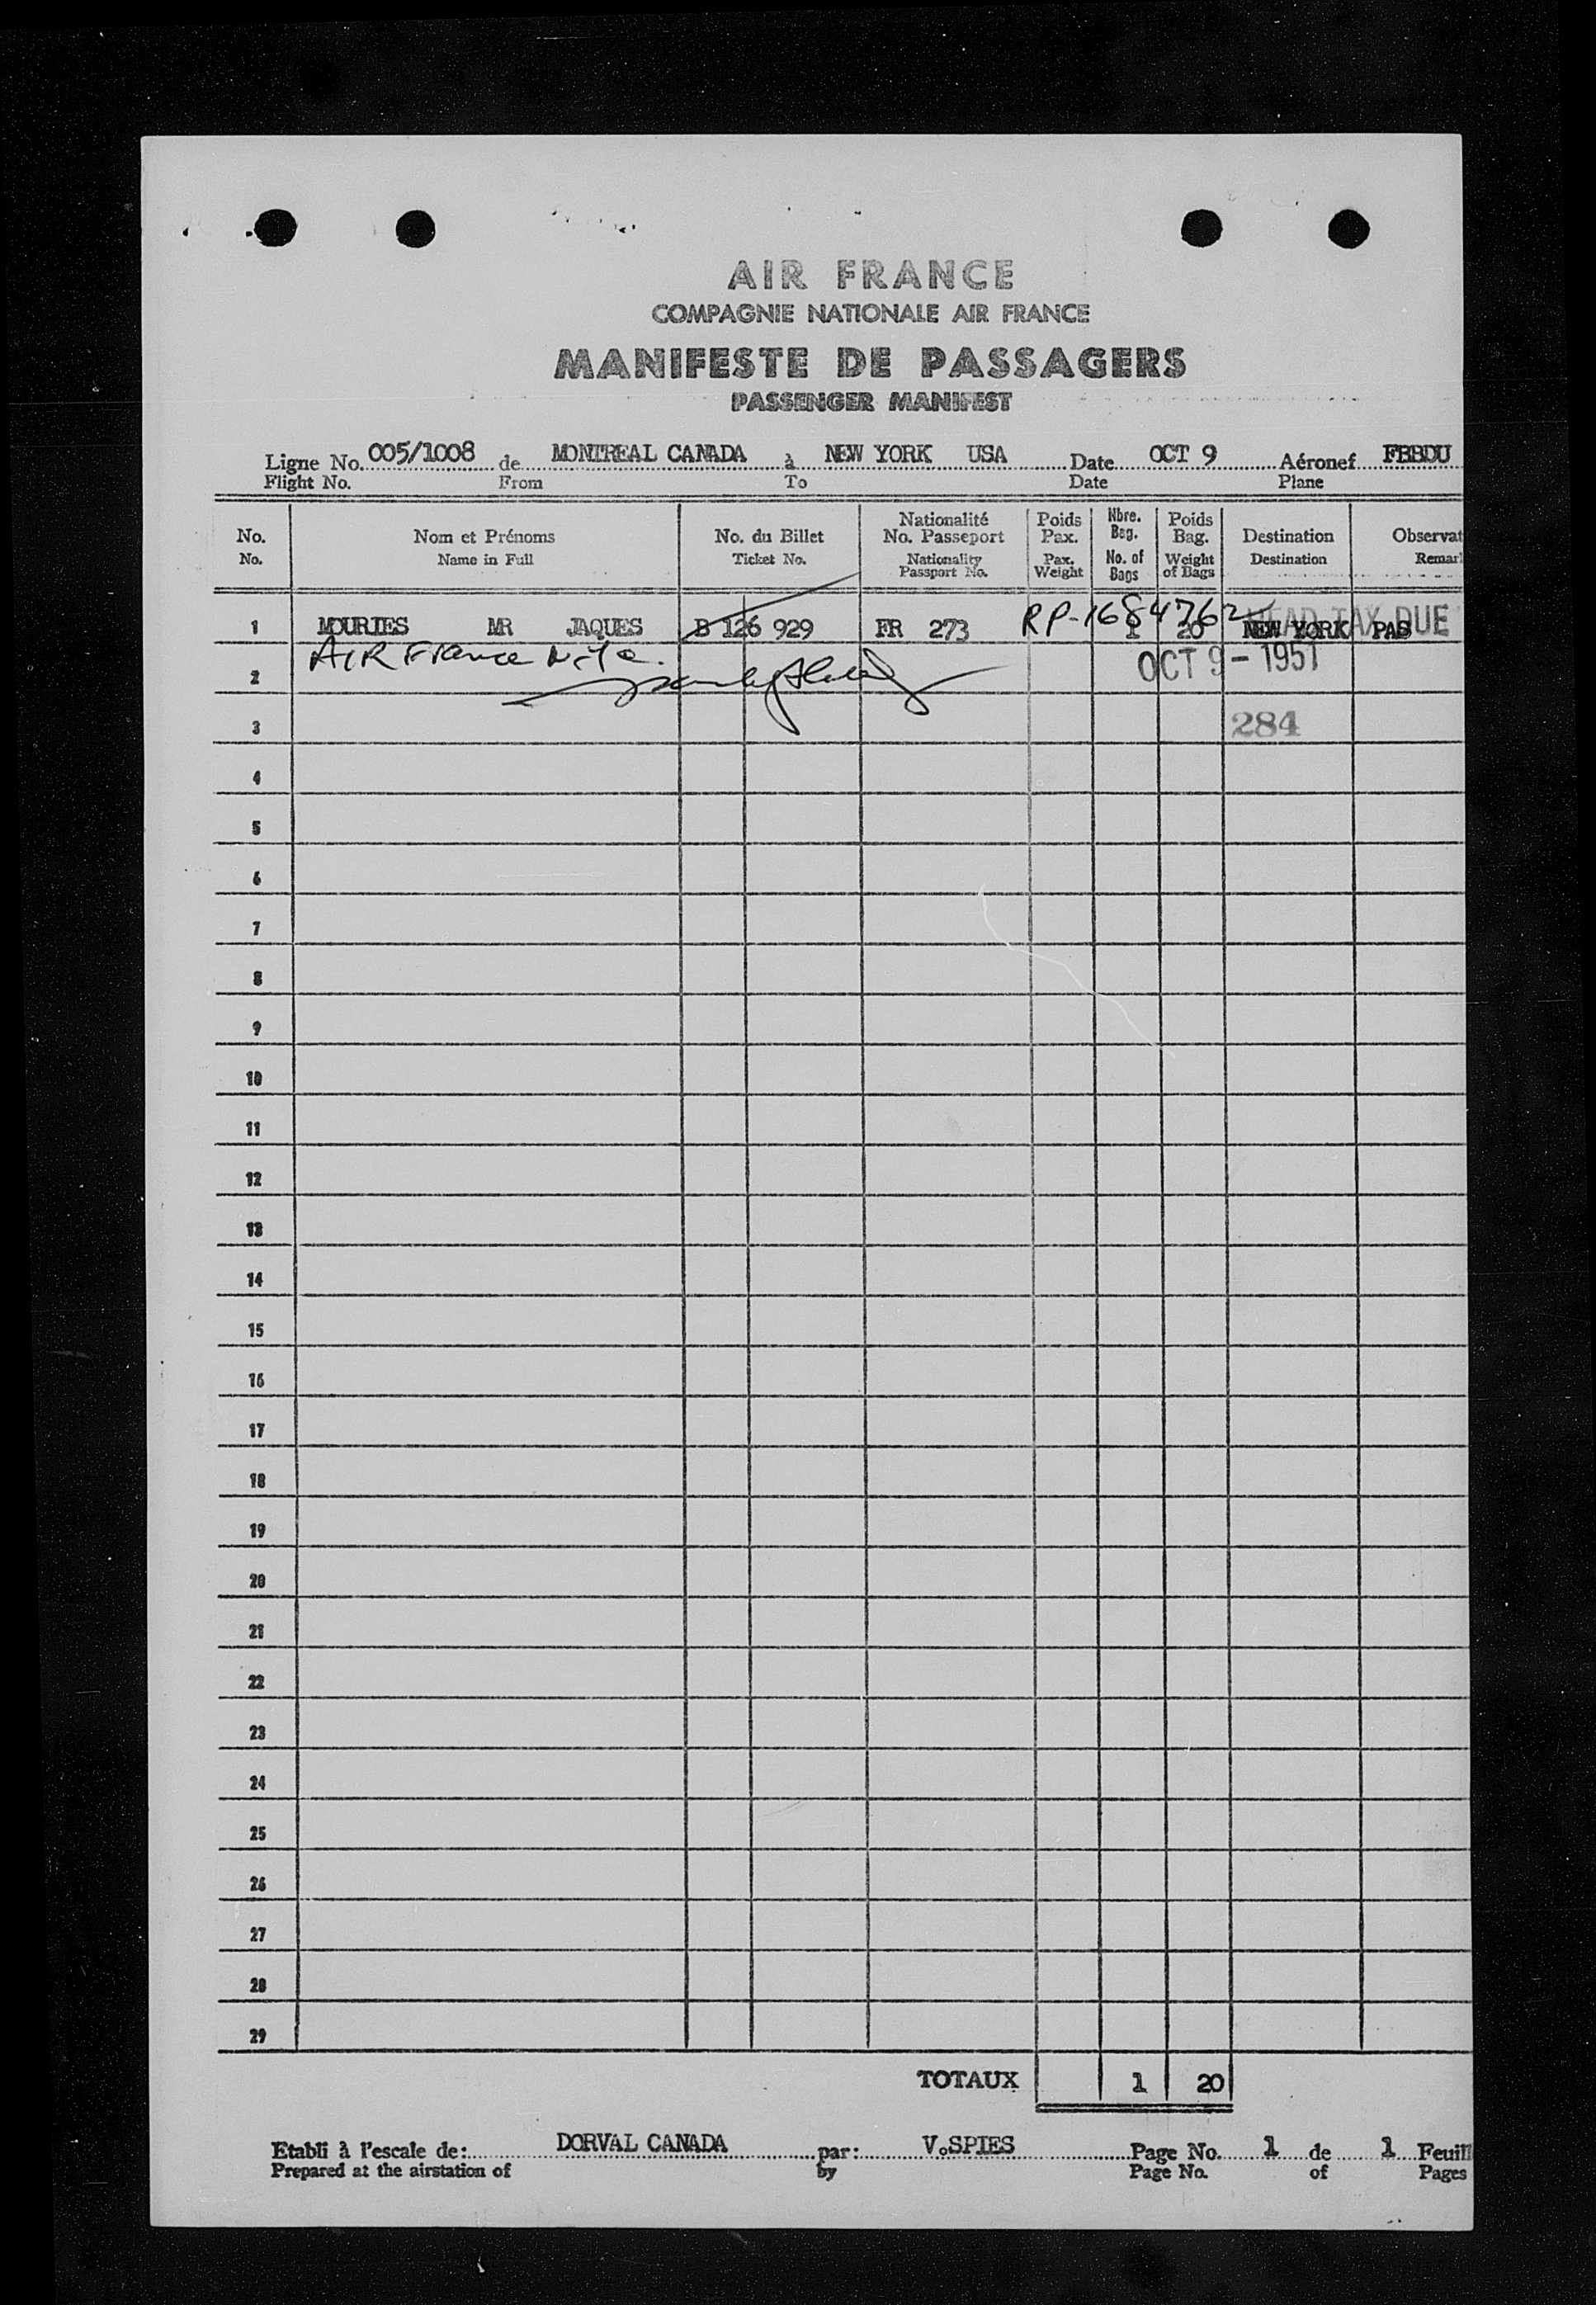 AIR FRANCE
COMPAGNIE NATIONALE AIR FRANCE
MANIFESTE DE PASSAGERS
PASSENGER MANIFEST
Ligne No. 005/1008 de MONTREAL CANADA à NEW YORK USA Date OCT 9 Aéronef FBBDU
Flight No. From To Date Plane
No. Nom et Prénoms No. du Billet Nationalité No. Passeport Poids Pax. Nbre. Bag. Poids Bag. Destination Observat
No. Name in Full Ticket No. Nationality Passport No. Pax. Weight No. of Bags Weight of Bags Destination Remar
1 MOURIES MR JAQUES B 126 929 FR 273 RP-1684762 1 20 NEW YORK PAS
HEAD TAX DUE
AIR France N.Y.C.
2 OCT 9 - 1951
3 284
4
5
6
7
8
9
10
11
12
13
14
15
16
17
18
19
20
21
22
23
24
25
26
27
28
29
TOTAUX 1 20
Etabli à l'escale de: DORVAL CANADA par: V.SPIES Page No. 1 de 1 Feuill
Prepared at the airstation of by Page No. of Pages